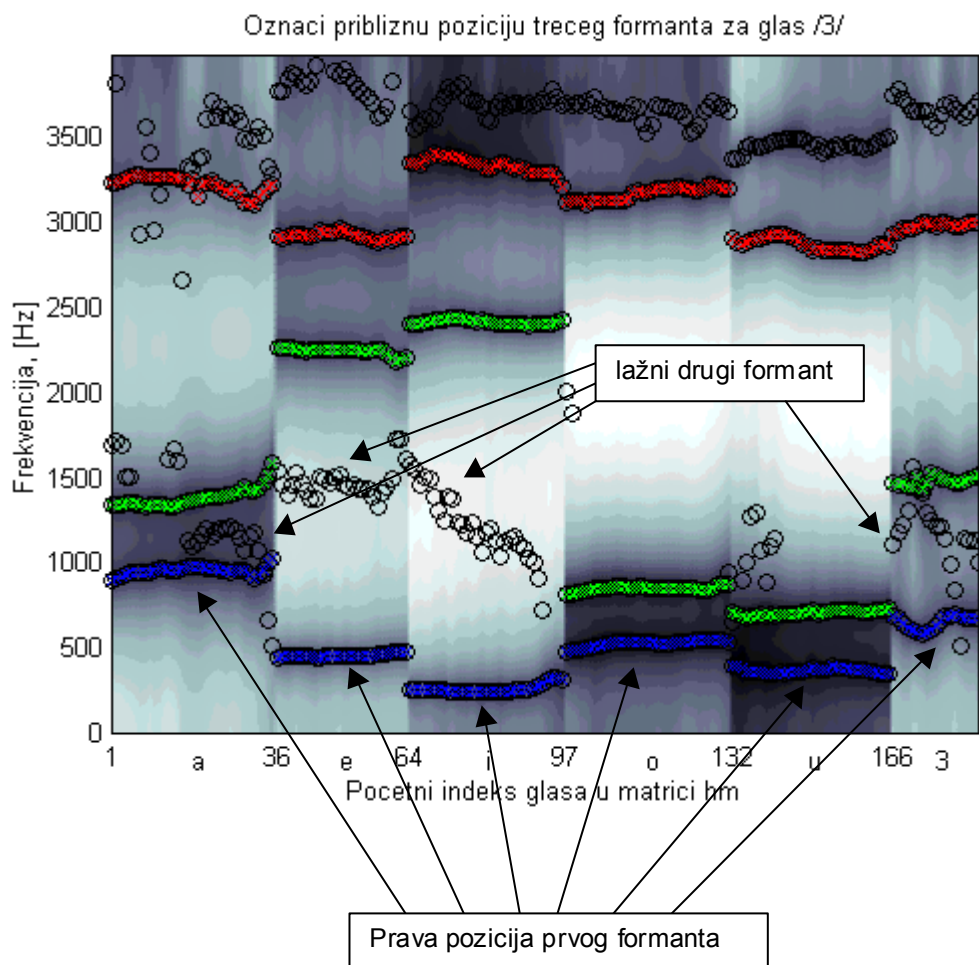 Oznaci pribliznu poziciju treceg formanta za glas /3/
3500
3000
2500
2000
1500
1000
500
0
Frekvencija, [Hz]
lažni drugi formant
1 a 36 e 64 i 97 o 132 u 166 3
Pocetni indeks glasa u matrici hm
Prava pozicija prvog formanta